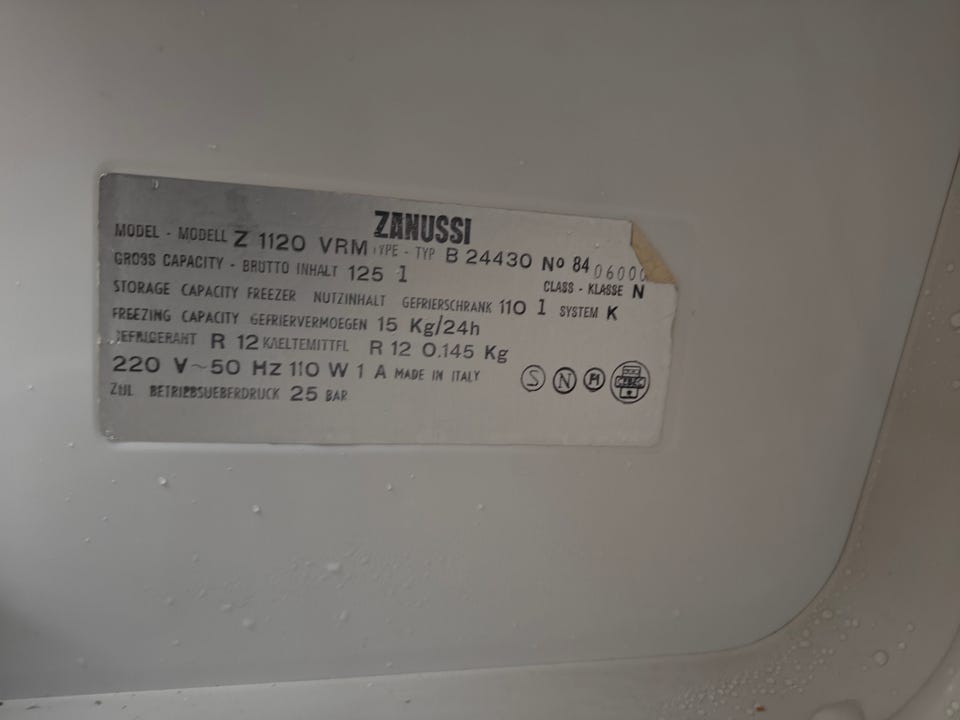 ZANUSSI
MODEL - MODELL Z 1120 VRM TYPE - TYP B 24430 No 84
GROSS CAPACITY - BRUTTO INHALT 125 l CLASS - KLASSE N
STORAGE CAPACITY FREEZER NUTZINHALT GEFRIERSCHRANK 110 l SYSTEM K
FREEZING CAPACITY GEFRIERVERMOEGEN 15 Kg/24h
REFRIGERANT R 12 KAELTEMITTEL R 12 0.145 Kg
220 V~50 Hz 110 W 1 A MADE IN ITALY S N
ZUL BETRIEBSUEBERDRUCK 25 BAR